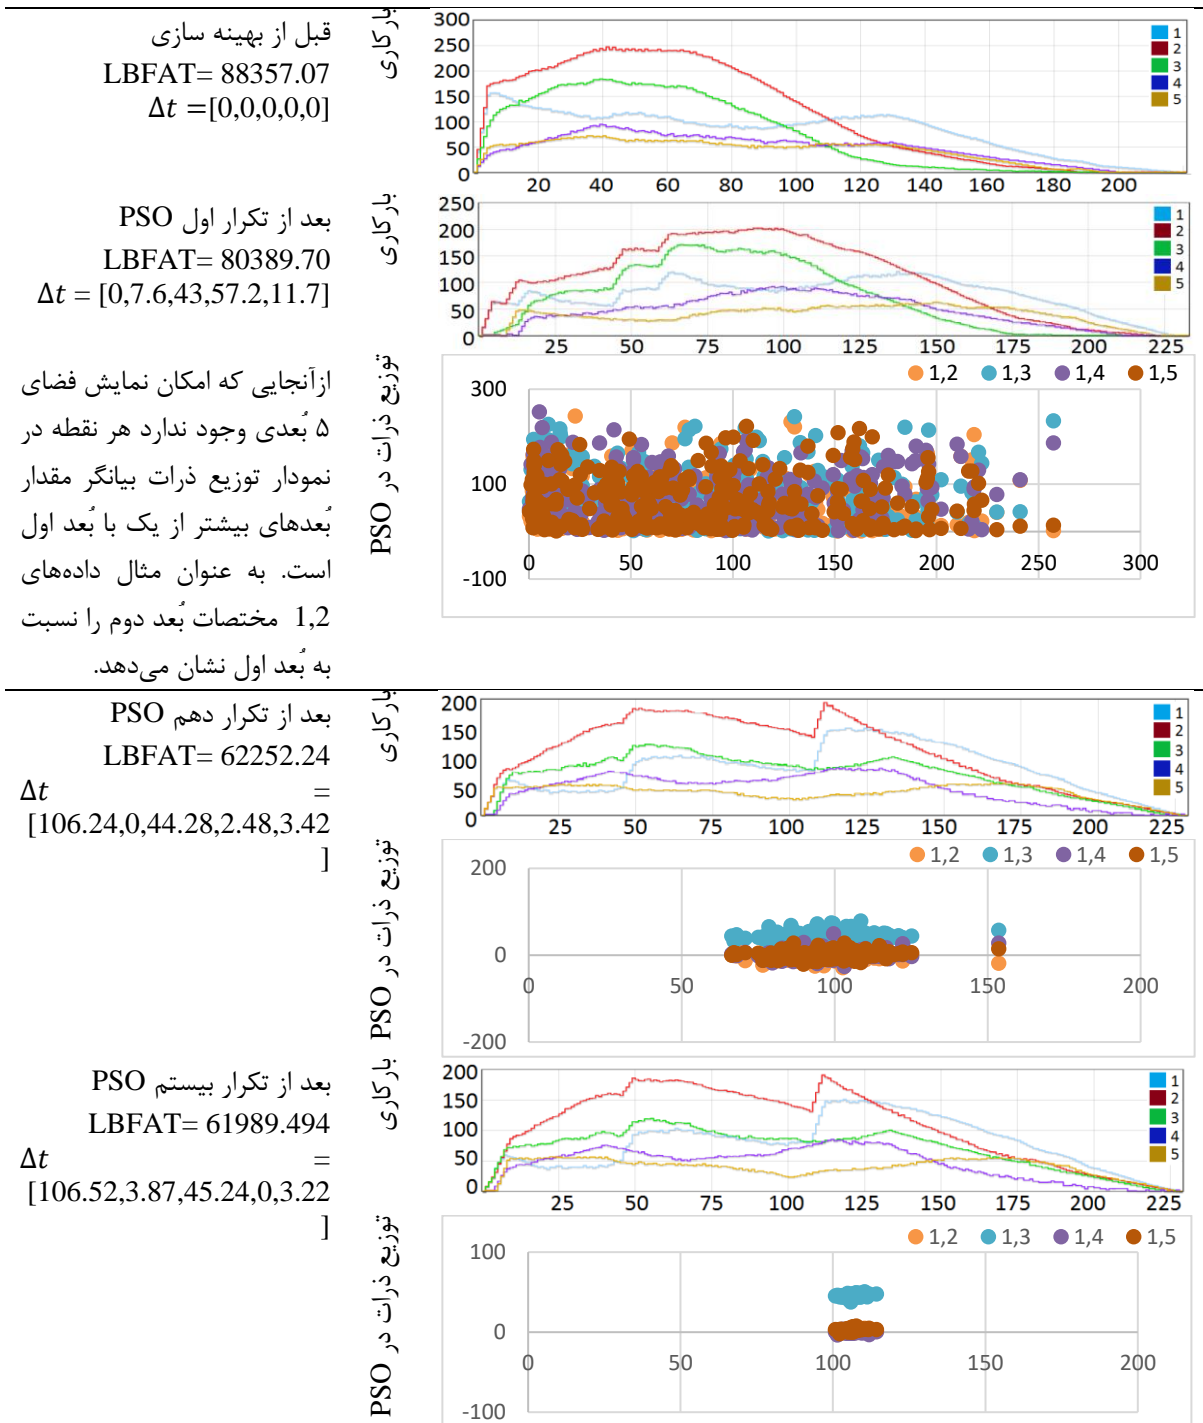 قبل از بهینه سازی
LBFAT= 88357.07
Δt =[0,0,0,0,0]
بارکاری
300
250
200
150
100
50
0
20 40 60 80 100 120 140 160 180 200
1
2
3
4
5
بعد از تکرار اول PSO
LBFAT= 80389.70
Δt = [0,7.6,43,57.2,11.7]
بارکاری
250
200
150
100
50
0
25 50 75 100 125 150 175 200 225
1
2
3
4
5
ازآنجایی که امکان نمایش فضای
۵ بُعدی وجود ندارد هر نقطه در
نمودار توزیع ذرات بیانگر مقدار
بُعدهای بیشتر از یک با بُعد اول
است. به عنوان مثال داده‌های
1,2 مختصات بُعد دوم را نسبت
به بُعد اول نشان می‌دهد.
توزیع ذرات در PSO
1,2 1,3 1,4 1,5
300
100
-100
0 50 100 150 200 250 300
بعد از تکرار دهم PSO
LBFAT= 62252.24
Δt =
[106.24,0,44.28,2.48,3.42
]
بارکاری
200
150
100
50
0
25 50 75 100 125 150 175 200 225
1
2
3
4
5
توزیع ذرات در PSO
1,2 1,3 1,4 1,5
200
0
-200
0 50 100 150 200
بعد از تکرار بیستم PSO
LBFAT= 61989.494
Δt =
[106.52,3.87,45.24,0,3.22
]
بارکاری
200
150
100
50
0
25 50 75 100 125 150 175 200 225
1
2
3
4
5
توزیع ذرات در PSO
1,2 1,3 1,4 1,5
100
0
-100
0 50 100 150 200